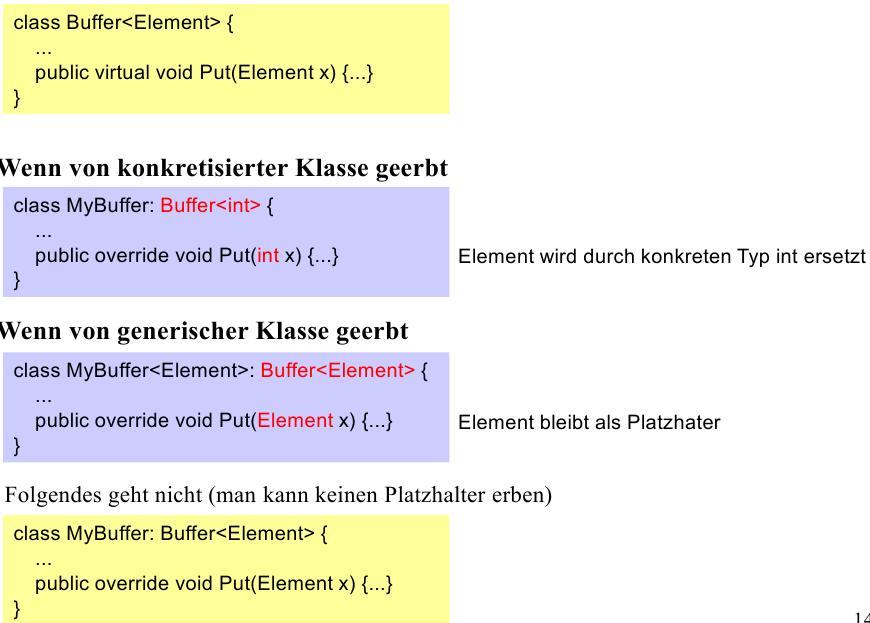 class Buffer<Element> {
...
public virtual void Put(Element x) {...}
}
Wenn von konkretisierter Klasse geerbt
class MyBuffer: Buffer<int> {
...
public override void Put(int x) {...}
}
Element wird durch konkreten Typ int ersetzt
Wenn von generischer Klasse geerbt
class MyBuffer<Element>: Buffer<Element> {
...
public override void Put(Element x) {...}
}
Element bleibt als Platzhater
Folgendes geht nicht (man kann keinen Platzhalter erben)
class MyBuffer: Buffer<Element> {
...
public override void Put(Element x) {...}
}
14